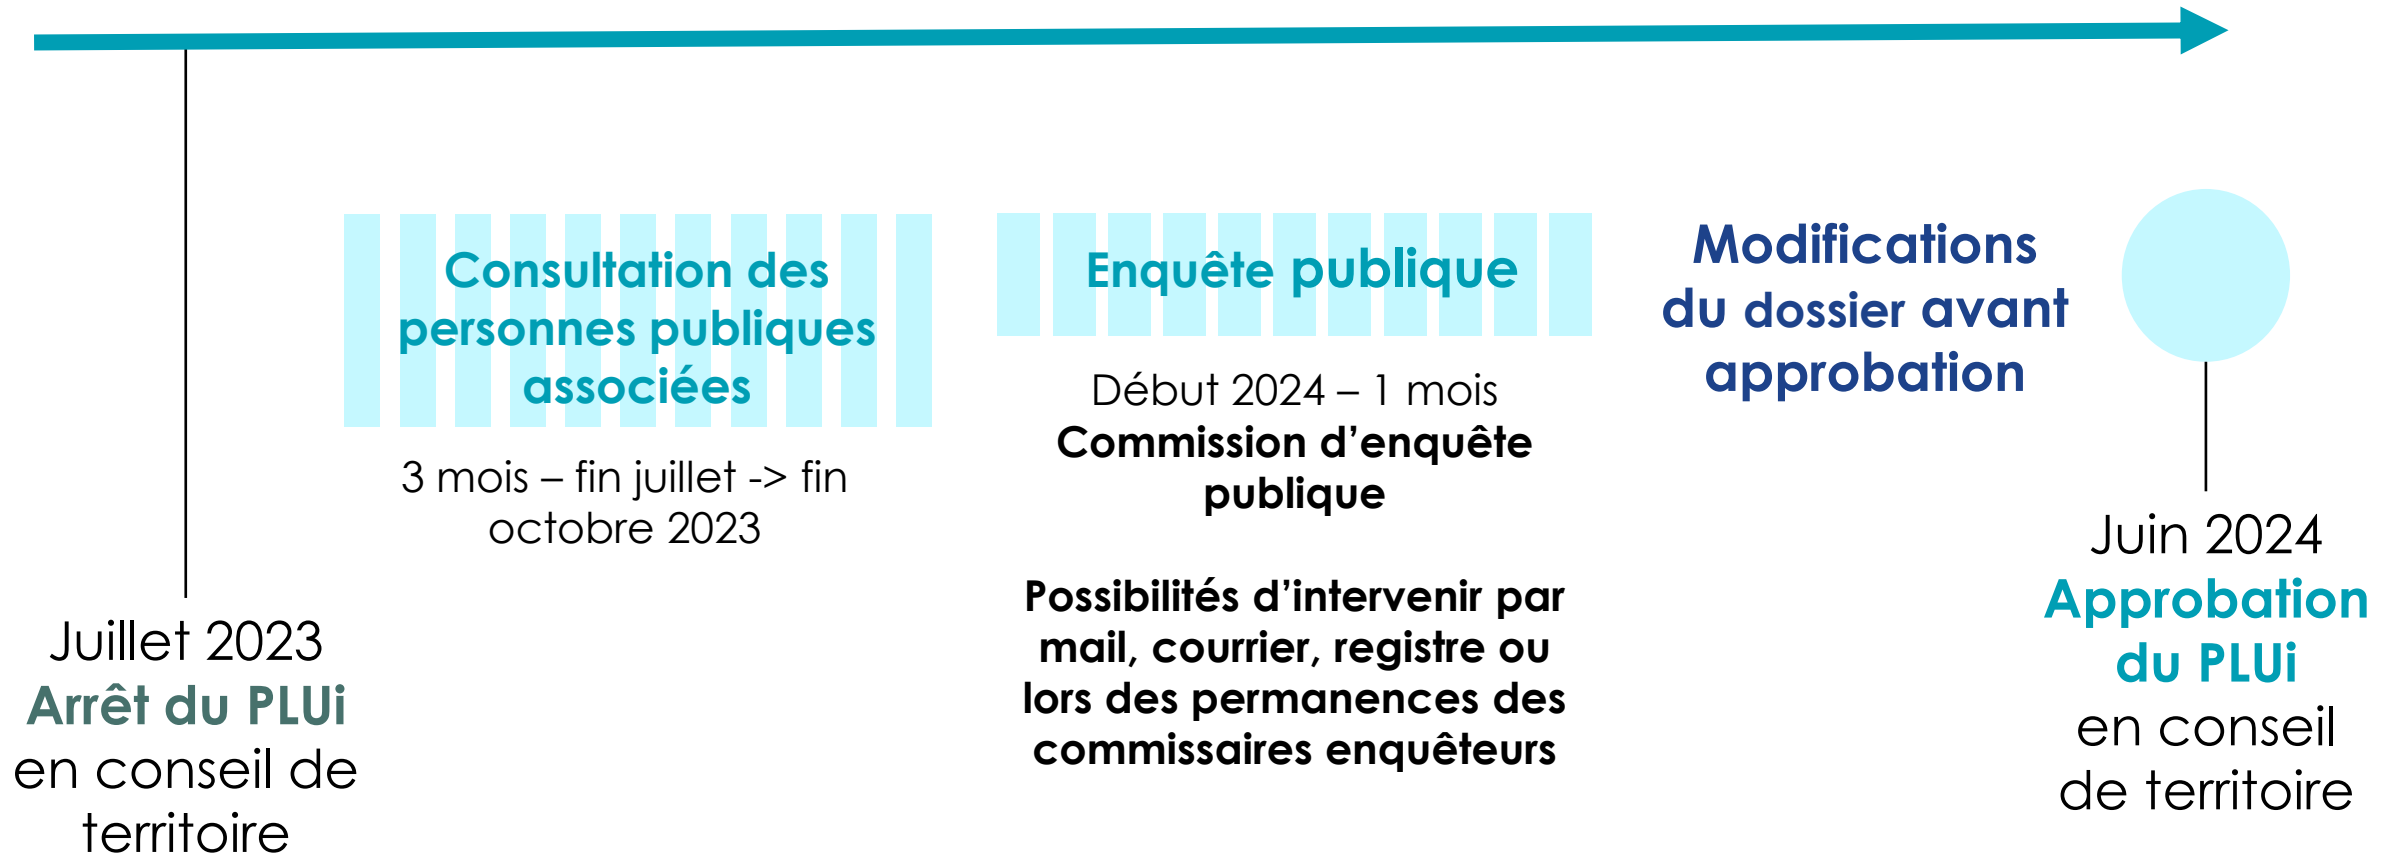 Juillet 2023
Arrêt du PLUi
en conseil de
territoire
Consultation des
personnes publiques
associées
3 mois – fin juillet -> fin
octobre 2023
Enquête publique
Début 2024 – 1 mois
Commission d’enquête
publique
Possibilités d’intervenir par
mail, courrier, registre ou
lors des permanences des
commissaires enquêteurs
Modifications
du dossier avant
approbation
Juin 2024
Approbation
du PLUi
en conseil
de territoire